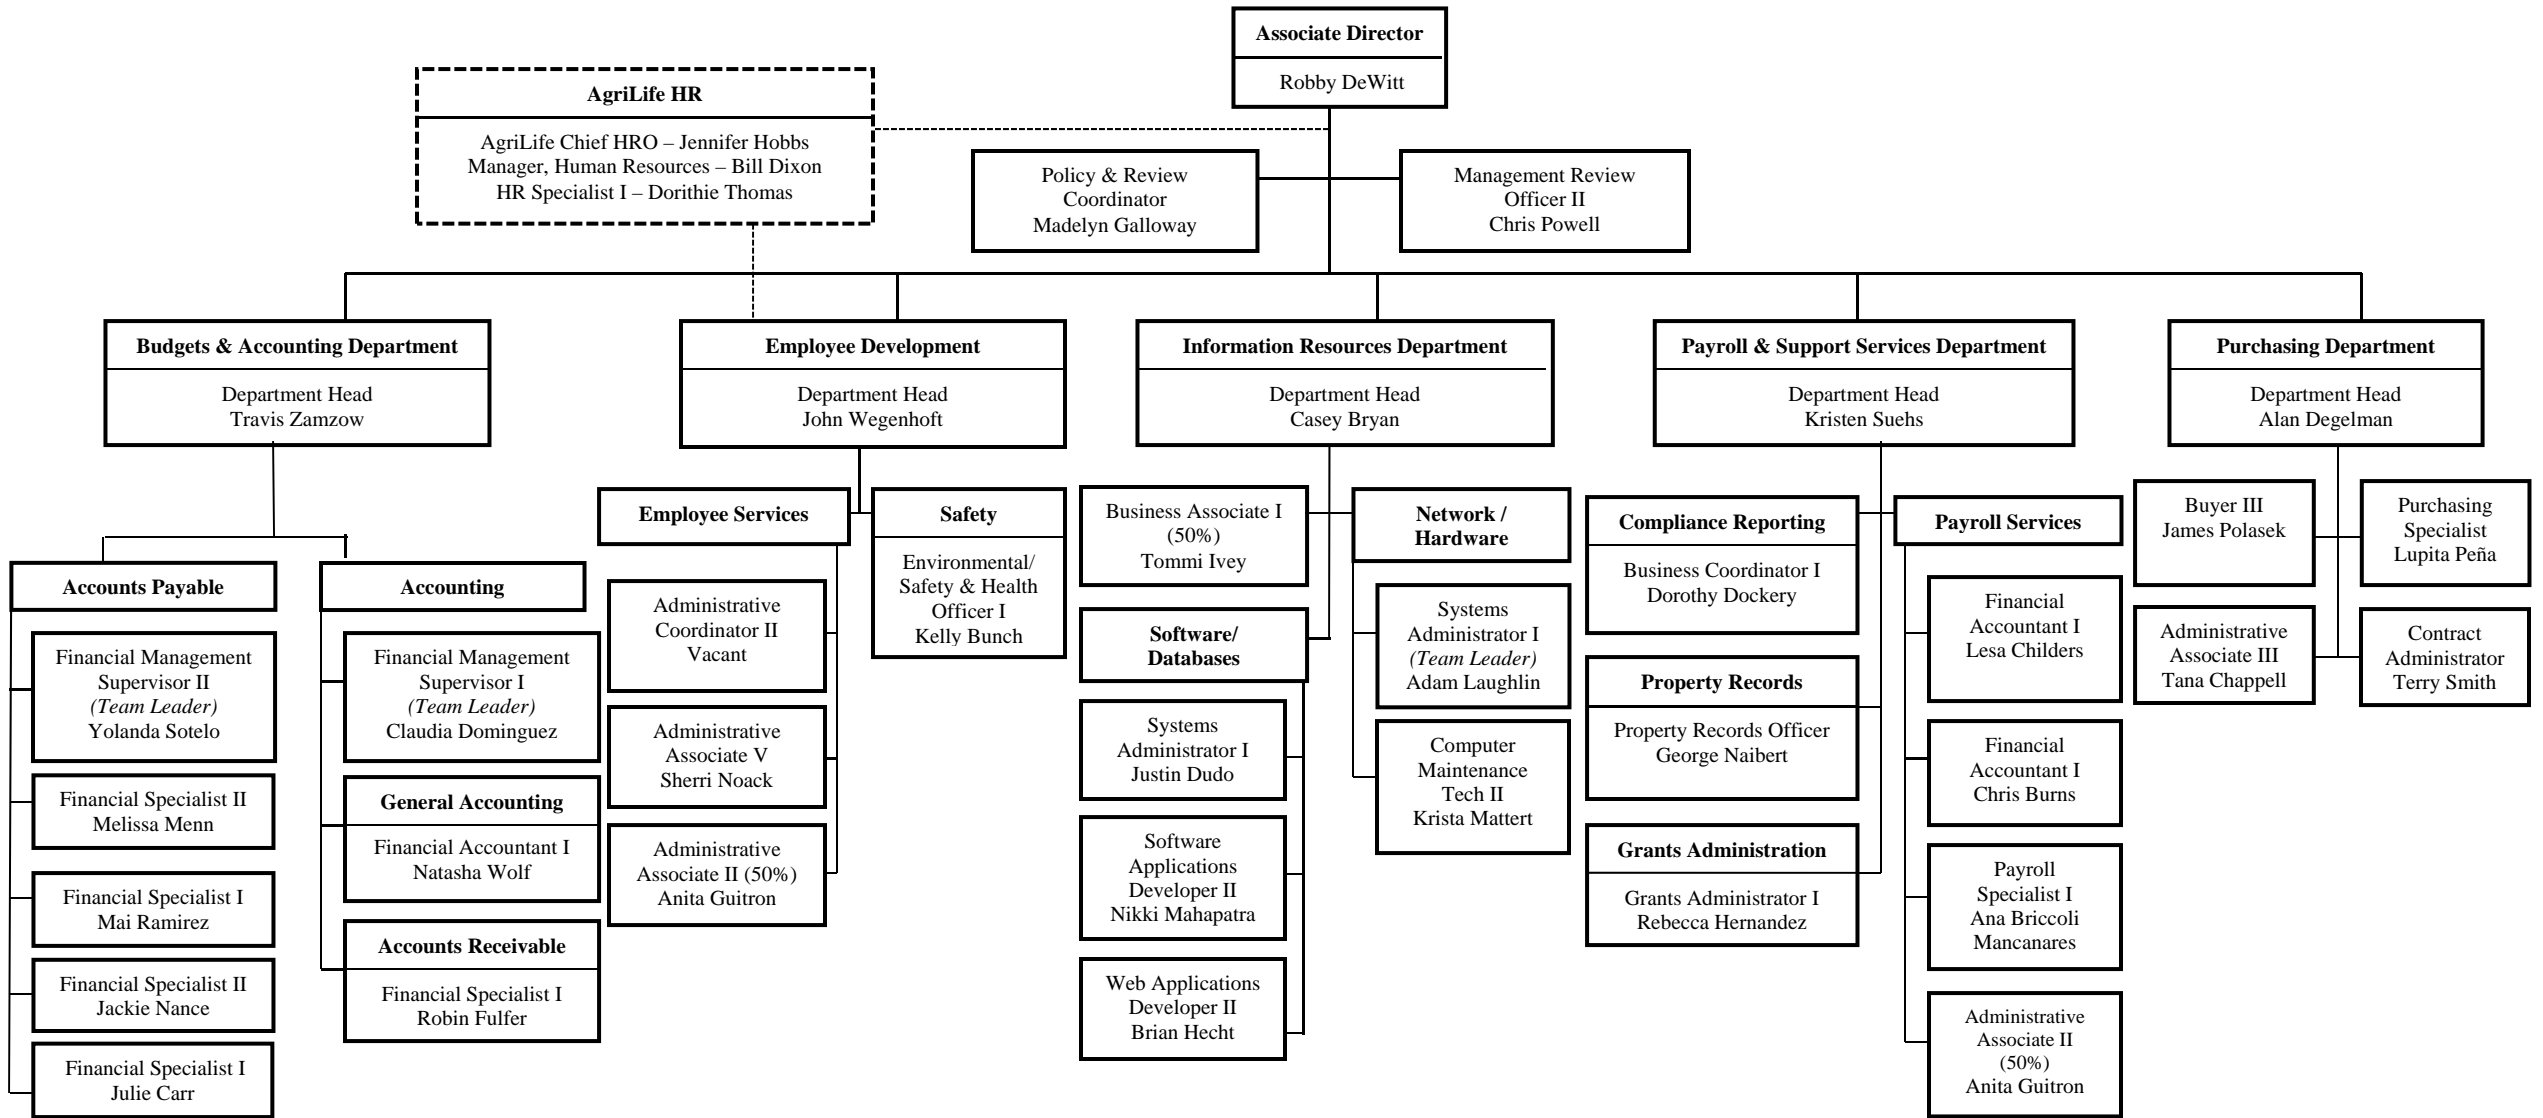 Associate Director
Robby DeWitt
AgriLife HR
AgriLife Chief HRO – Jennifer Hobbs
Manager, Human Resources – Bill Dixon
HR Specialist I – Dorithie Thomas
Policy & Review
Coordinator
Madelyn Galloway
Management Review
Officer II
Chris Powell
Budgets & Accounting Department
Department Head
Travis Zamzow
Employee Development
Department Head
John Wegenhoft
Information Resources Department
Department Head
Casey Bryan
Payroll & Support Services Department
Department Head
Kristen Suehs
Purchasing Department
Department Head
Alan Degelman
Accounts Payable
Financial Management
Supervisor II
(Team Leader)
Yolanda Sotelo
Financial Specialist II
Melissa Menn
Financial Specialist I
Mai Ramirez
Financial Specialist II
Jackie Nance
Financial Specialist I
Julie Carr
Accounting
Financial Management
Supervisor I
(Team Leader)
Claudia Dominguez
General Accounting
Financial Accountant I
Natasha Wolf
Accounts Receivable
Financial Specialist I
Robin Fulfer
Employee Services
Administrative
Coordinator II
Vacant
Administrative
Associate V
Sherri Noack
Administrative
Associate II (50%)
Anita Guitron
Safety
Environmental/
Safety & Health
Officer I
Kelly Bunch
Business Associate I
(50%)
Tommi Ivey
Software/
Databases
Systems
Administrator I
Justin Dudo
Software
Applications
Developer II
Nikki Mahapatra
Web Applications
Developer II
Brian Hecht
Network /
Hardware
Systems
Administrator I
(Team Leader)
Adam Laughlin
Computer
Maintenance
Tech II
Krista Mattert
Compliance Reporting
Business Coordinator I
Dorothy Dockery
Property Records
Property Records Officer
George Naibert
Grants Administration
Grants Administrator I
Rebecca Hernandez
Payroll Services
Financial
Accountant I
Lesa Childers
Financial
Accountant I
Chris Burns
Payroll
Specialist I
Ana Briccoli
Mancanares
Administrative
Associate II
(50%)
Anita Guitron
Buyer III
James Polasek
Purchasing
Specialist
Lupita Peña
Administrative
Associate III
Tana Chappell
Contract
Administrator
Terry Smith